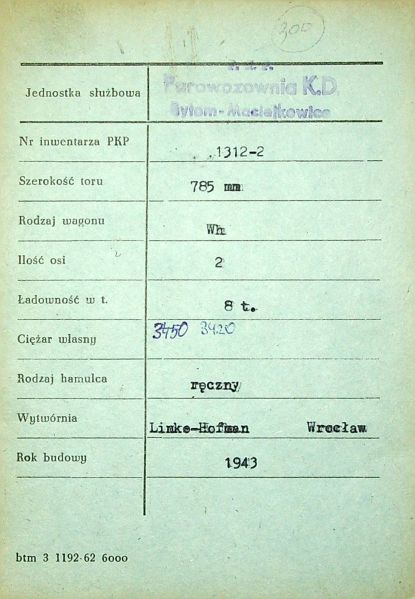 300
P. K. P.
Jednostka służbowa Parowozownia K.D.
Bytom-Maciejkowice
Nr inwentarza PKP 1312-2
Szerokość toru 785 mm
Rodzaj wagonu Wh
Ilość osi 2
Ładowność w t. 8 t.
Ciężar własny 3450 3420
Rodzaj hamulca ręczny
Wytwórnia Linke-Hofman Wrocław
Rok budowy 1943
btm 3 1192-62 6000